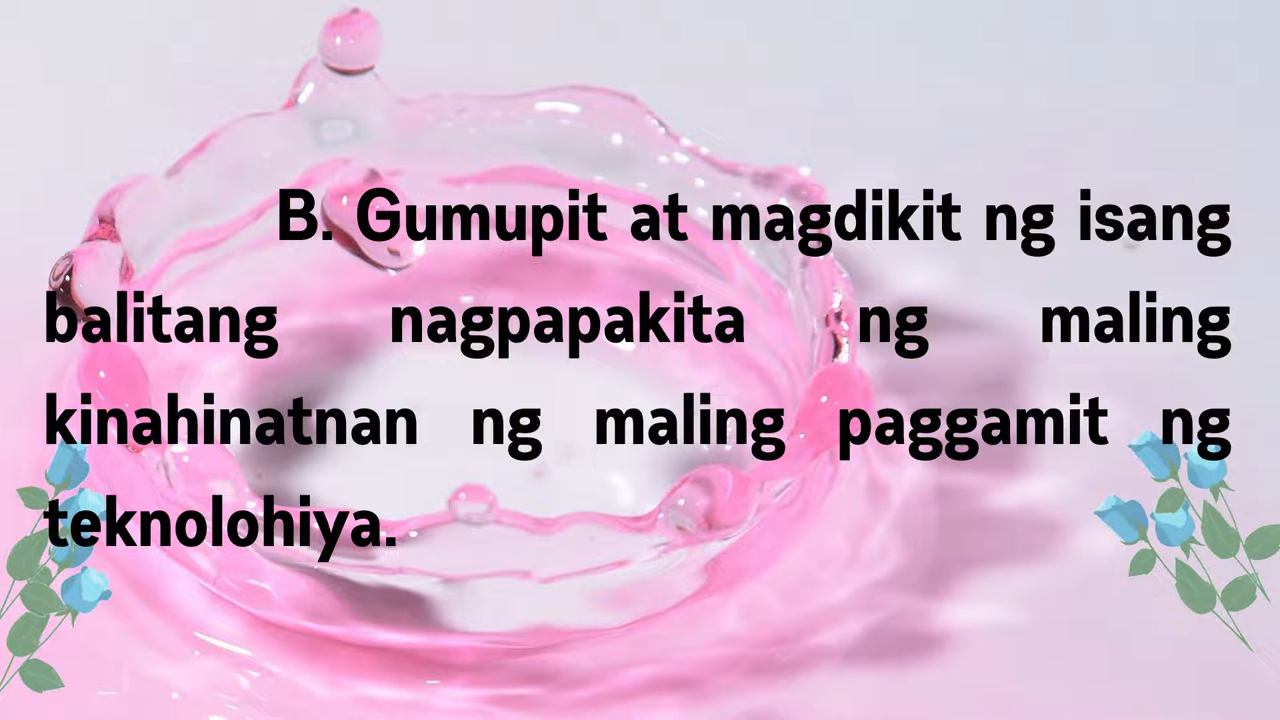 B. Gumupit at magdikit ng isang
balitang nagpapakita ng maling
kinahinatnan ng maling paggamit ng
teknolohiya.